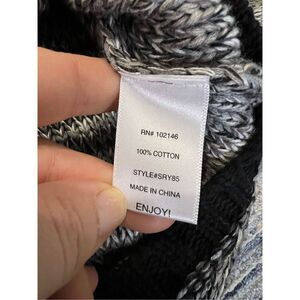 RN# 102146
100% COTTON
STYLE#SRY85
MADE IN CHINA
ENJOY!